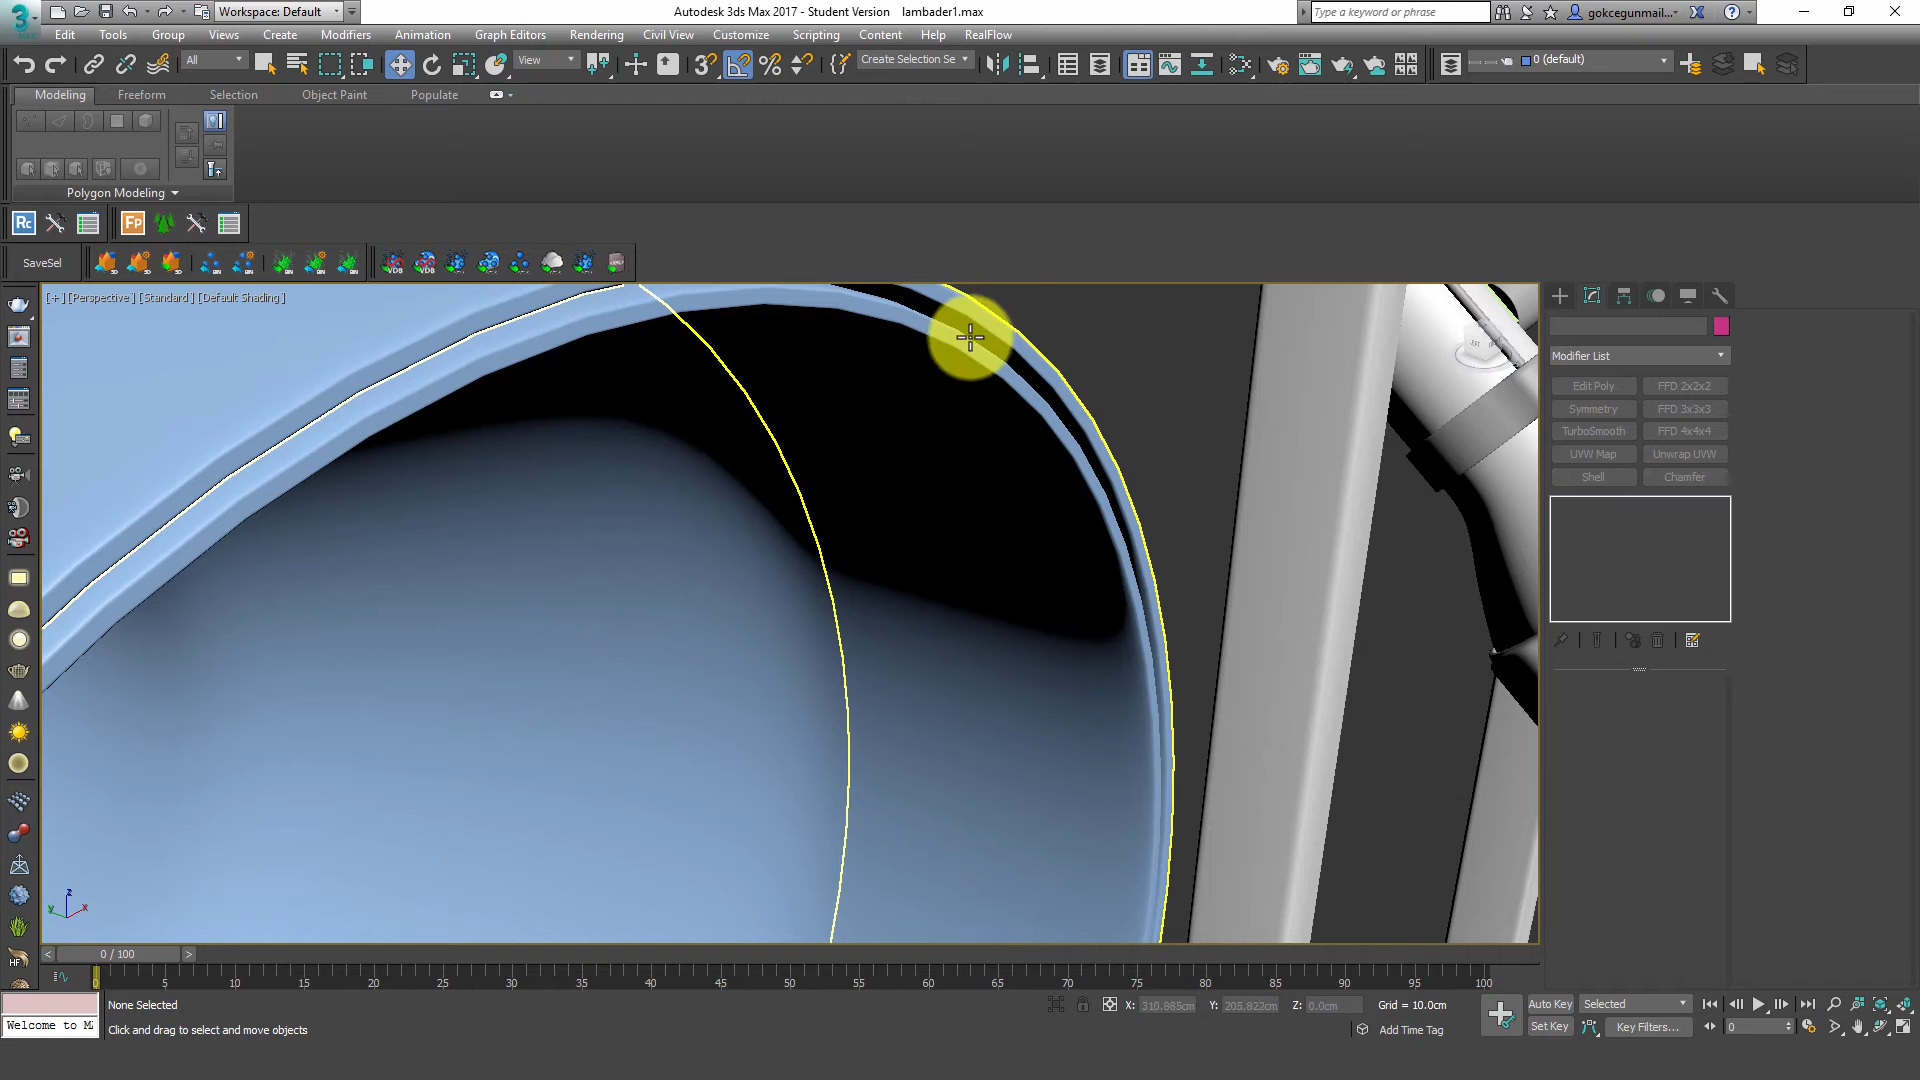 Workspace: Default
Autodesk 3ds Max 2017 - Student Version lambader1.max
Type a keyword or phrase
gokcegunmail...
Edit Tools Group Views Create Modifiers Animation Graph Editors Rendering Civil View Customize Scripting Content Help RealFlow
All View Create Selection Se 0 (default)
Modeling Freeform Selection Object Paint Populate
Polygon Modeling
Rc Fp
SaveSel
[+] [Perspective] [Standard] [Default Shading]
Modifier List
Edit Poly FFD 2x2x2
Symmetry FFD 3x3x3
TurboSmooth FFD 4x4x4
UVW Map Unwrap UVW
Shell Chamfer
z
y x
HF
< 0 / 100 >
0 5 10 15 20 25 30 35 40 45 50 55 60 65 70 75 80 85 90 95 100
None Selected X: 310.885cm Y: 205.822cm Z: 0.0cm Grid = 10.0cm Auto Key Selected
Welcome to Mi Click and drag to select and move objects Add Time Tag Set Key Key Filters... 0